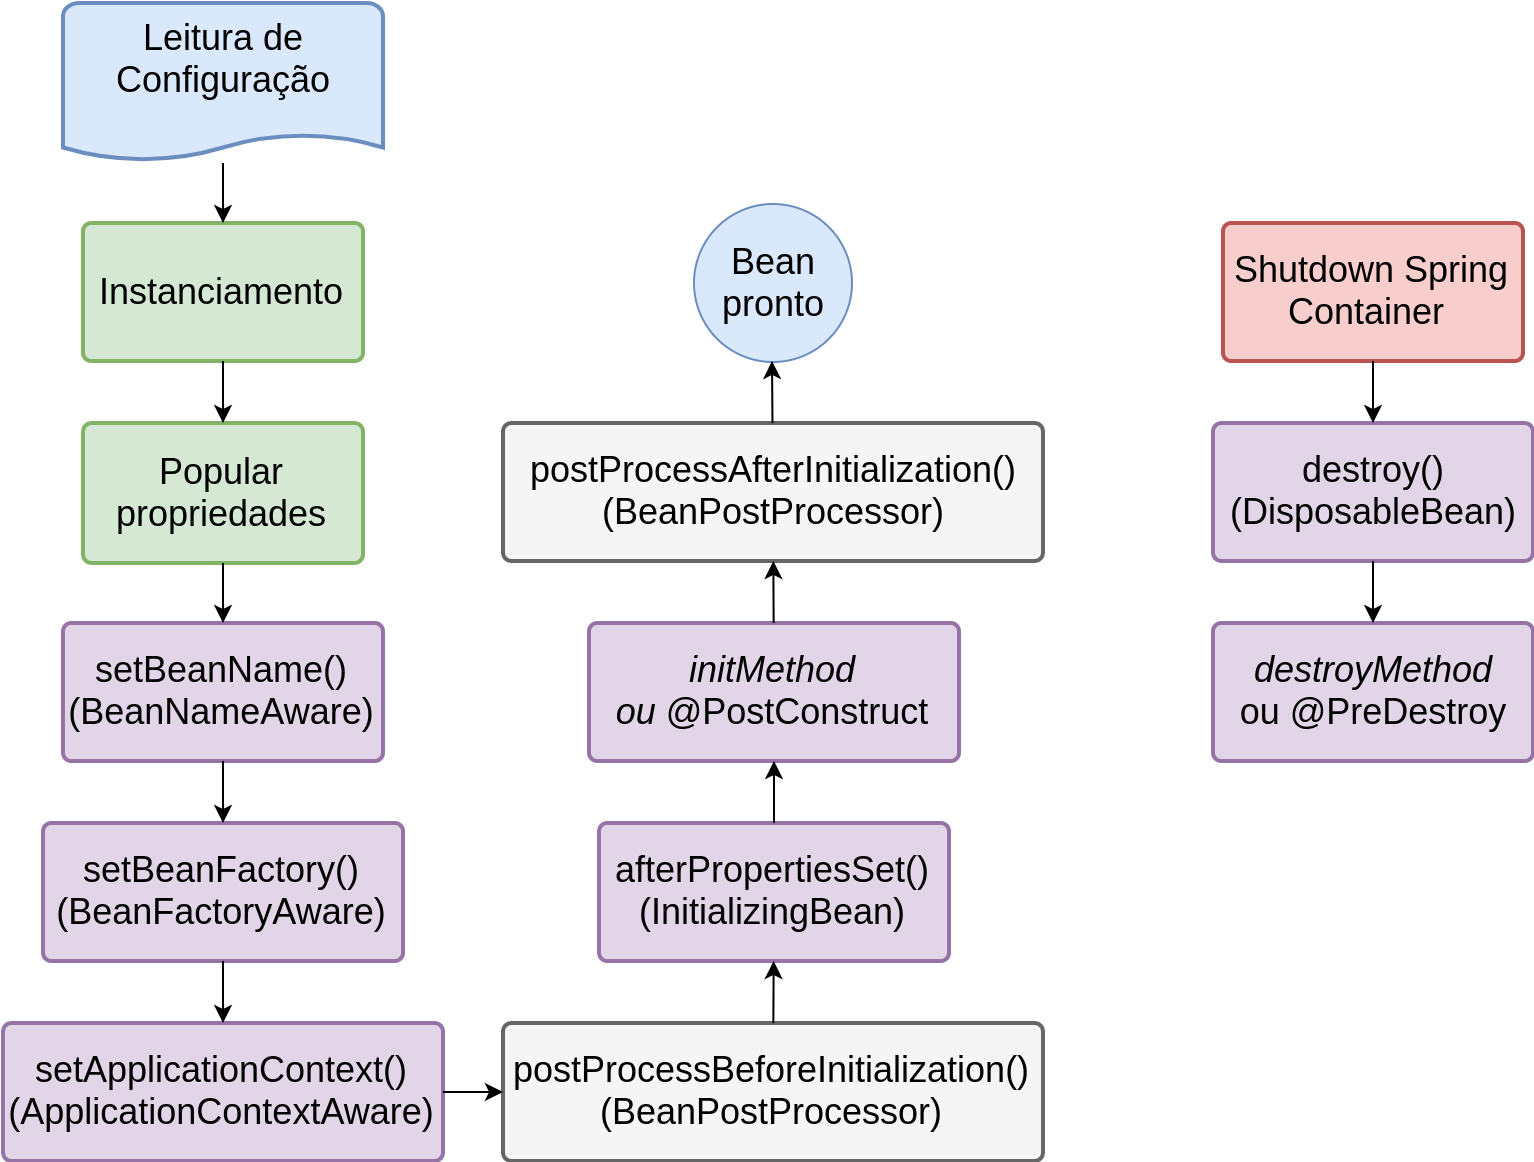 Leitura de
Configuração
Instanciamento
Popular
propriedades
setBeanName()
(BeanNameAware)
setBeanFactory()
(BeanFactoryAware)
setApplicationContext()
(ApplicationContextAware)
postProcessBeforeInitialization()
(BeanPostProcessor)
afterPropertiesSet()
(InitializingBean)
initMethod
ou @PostConstruct
postProcessAfterInitialization()
(BeanPostProcessor)
Bean
pronto
Shutdown Spring
Container
destroy()
(DisposableBean)
destroyMethod
ou @PreDestroy